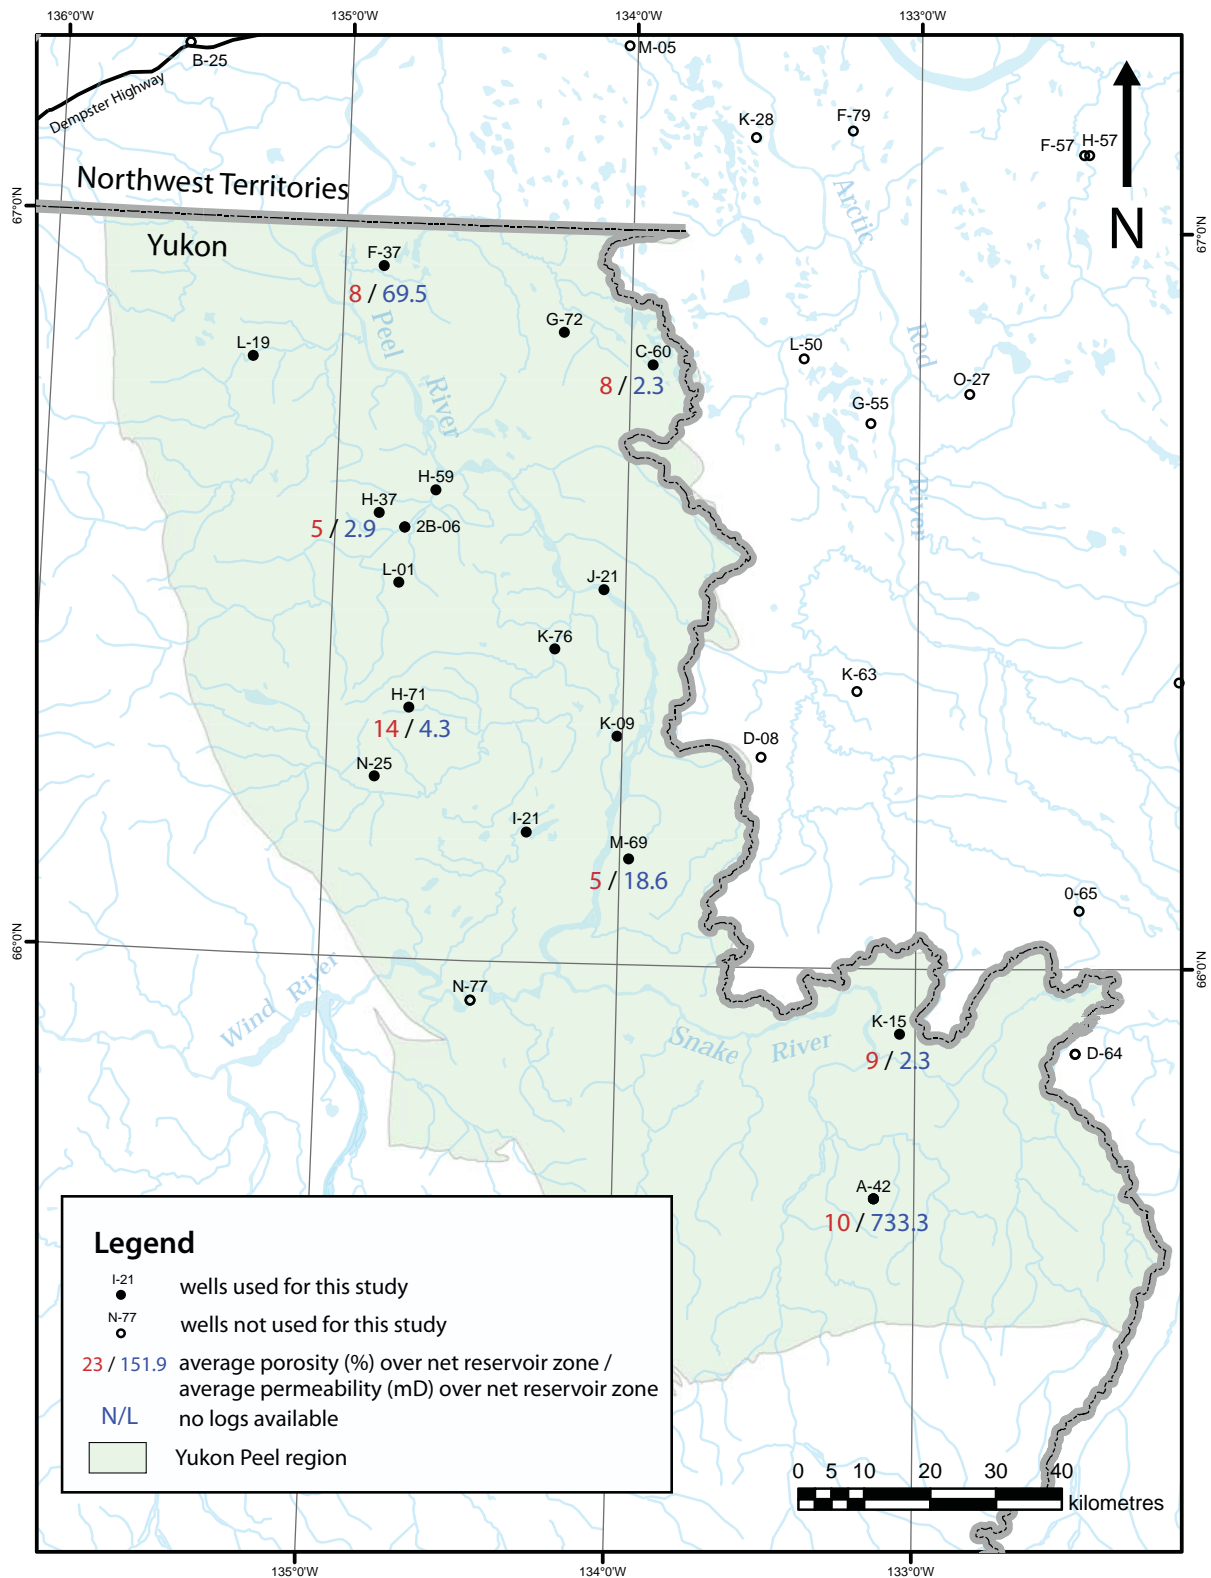 136°0'W
135°0'W
134°0'W
133°0'W
B-25
M-05
Dempster Highway
K-28
F-79
F-57
H-57
N
Northwest Territories
67°0'N
67°0'N
Yukon
Arctic
Red
River
F-37
8 / 69.5
Peel
River
G-72
L-19
C-60
8 / 2.3
L-50
O-27
G-55
H-59
H-37
5 / 2.9
2B-06
L-01
J-21
K-76
K-63
H-71
14 / 4.3
K-09
D-08
N-25
I-21
M-69
5 / 18.6
0-65
66°0'N
66°0'N
Wind River
N-77
Snake River
K-15
9 / 2.3
D-64
A-42
10 / 733.3
Legend
I-21
wells used for this study
N-77
wells not used for this study
23 / 151.9 average porosity (%) over net reservoir zone /
average permeability (mD) over net reservoir zone
N/L no logs available
Yukon Peel region
0 5 10 20 30 40
kilometres
135°0'W
134°0'W
133°0'W